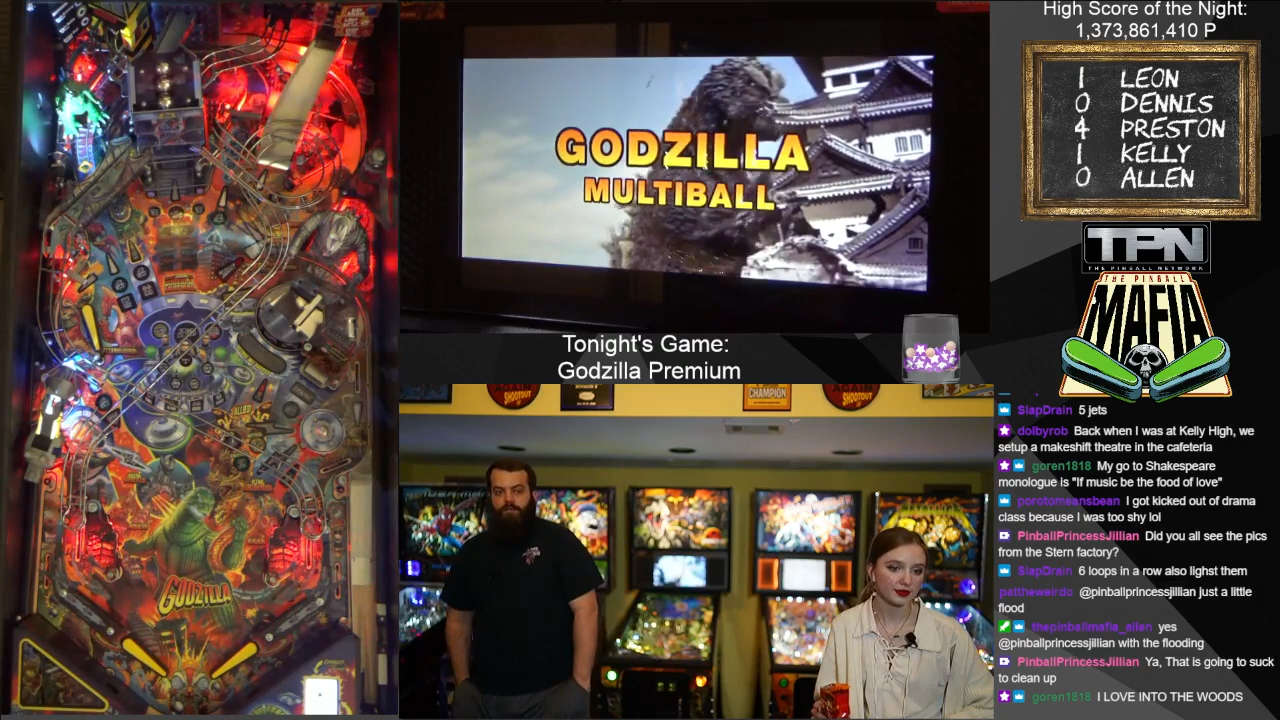 High Score of the Night:
1,373,861,410 P
1 LEON
0 DENNIS
4 PRESTON
1 KELLY
0 ALLEN
TPN
THE PINBALL NETWORK
THE PINBALL
MAFIA
GODZILLA
MULTIBALL
Tonight's Game:
Godzilla Premium
GODZILLA
AGAIN
SHOOTOUT
CHAMPION
AGAIN
SHOOTOUT
SlapDrain 5 jets
dolbyrob Back when I was at Kelly High, we
setup a makeshift theatre in the cafeteria
goren1818 My go to Shakespeare
monologue is "If music be the food of love"
porotomeansbean I got kicked out of drama
class because I was too shy lol
PinballPrincessJillian Did you all see the pics
from the Stern factory?
SlapDrain 6 loops in a row also lighst them
pattheweirdo @pinballprincessjillian just a little
flood
thepinballmafia_allen yes
@pinballprincessjillian with the flooding
PinballPrincessJillian Ya, That is going to suck
to clean up
goren1818 I LOVE INTO THE WOODS